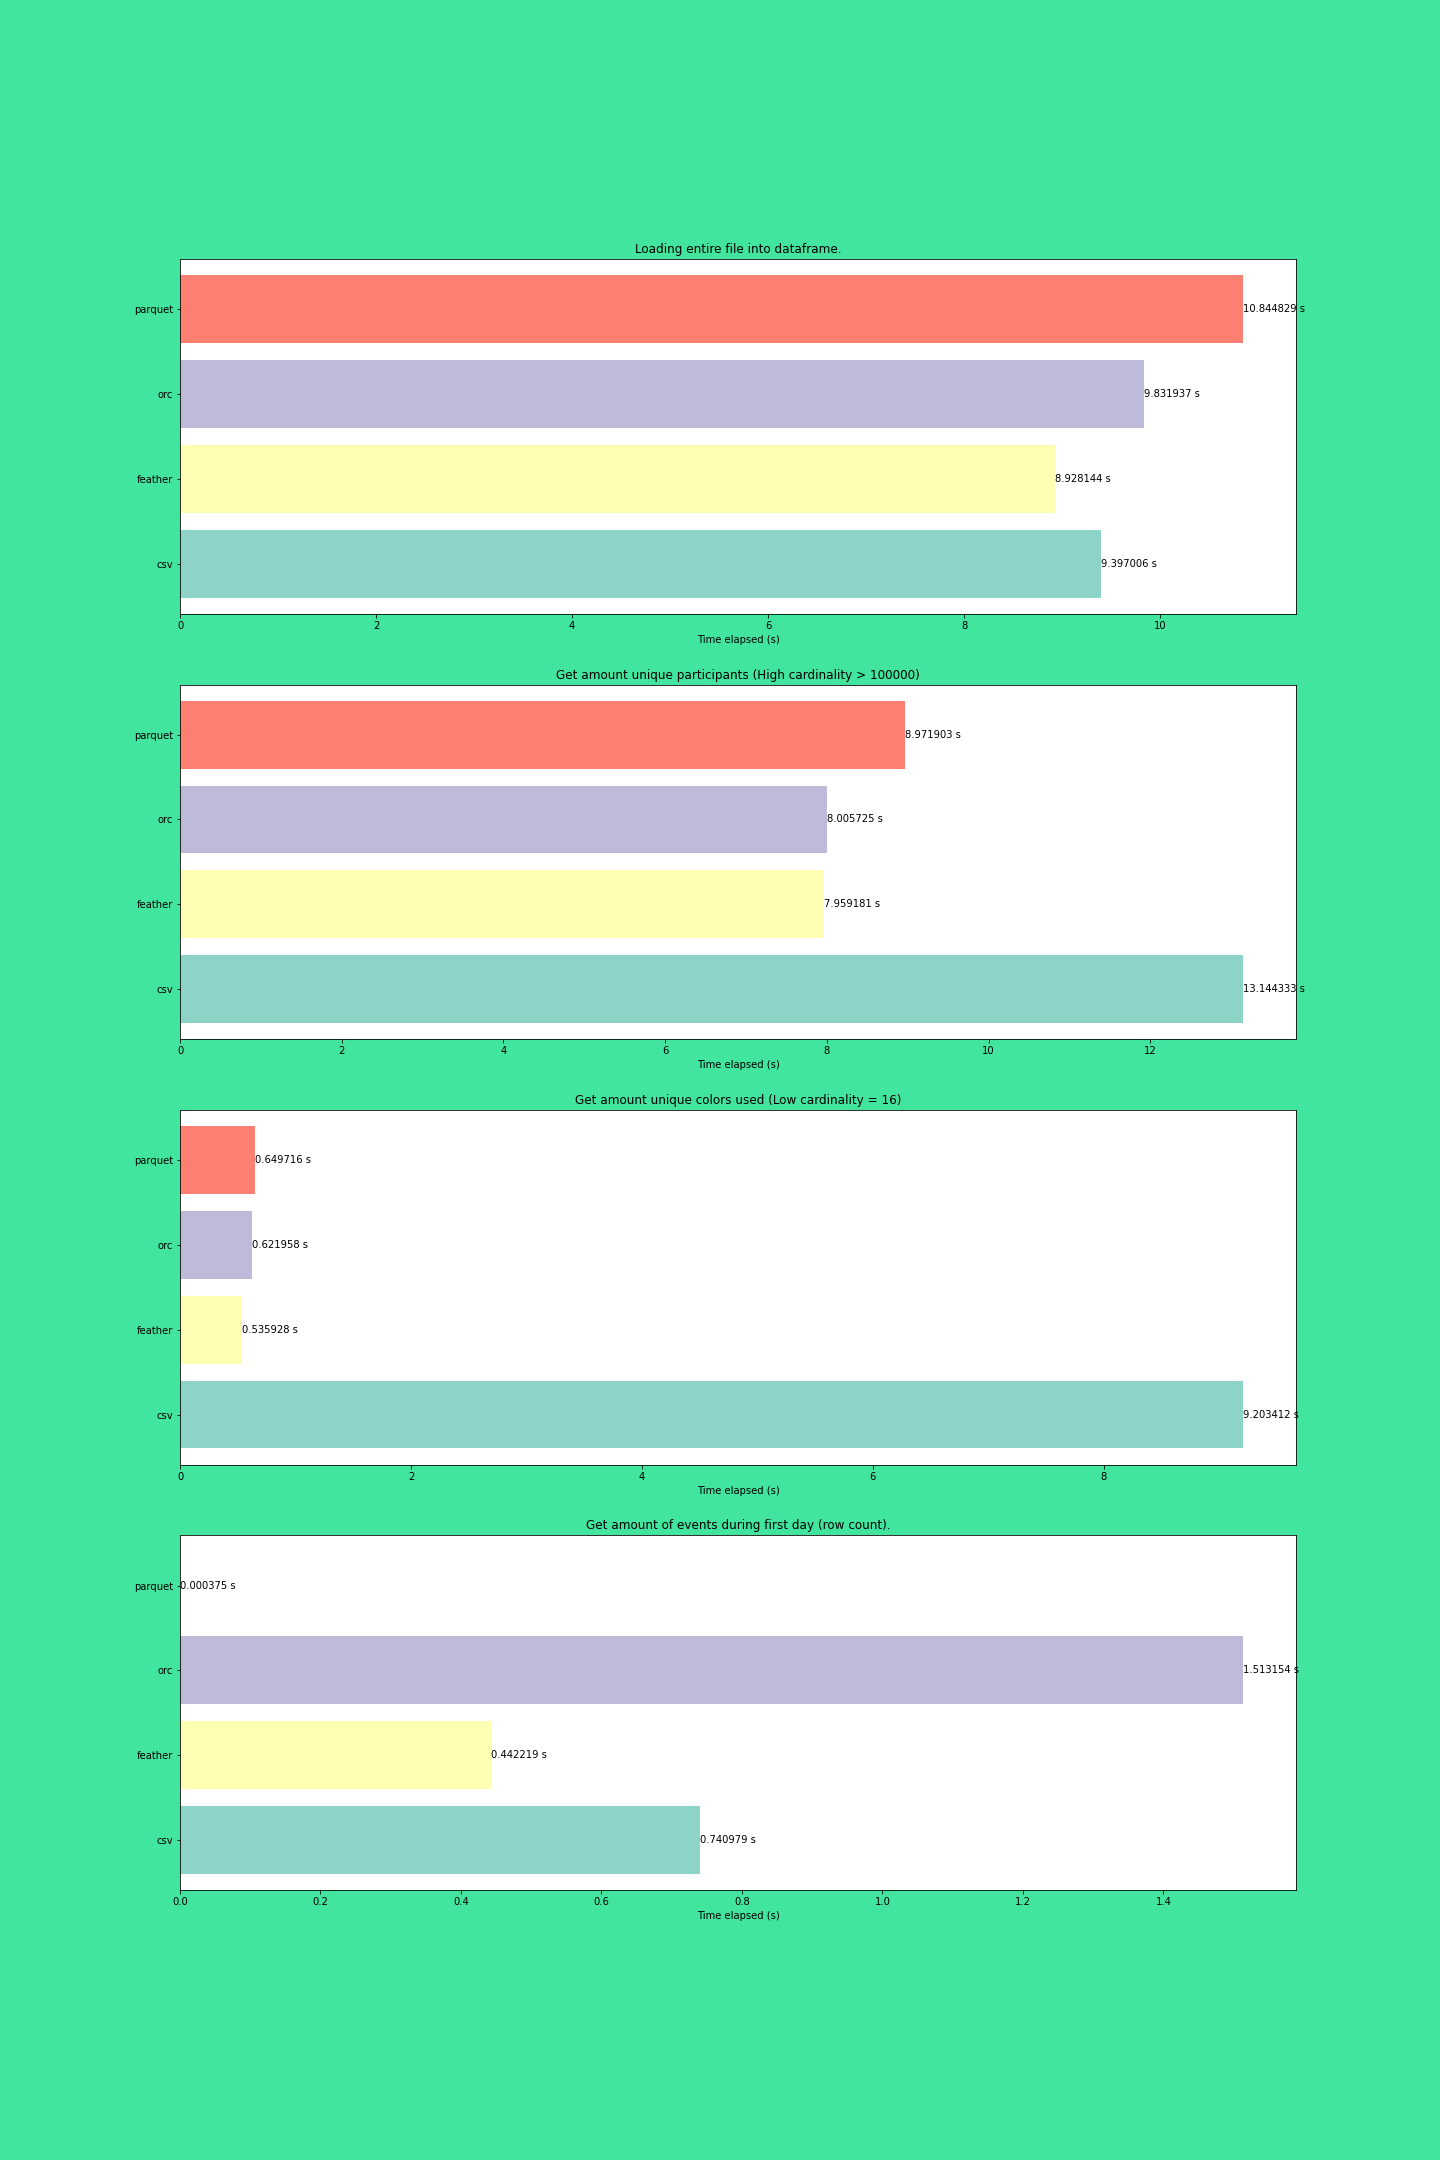 Loading entire file into dataframe.
parquet
10.844829 s
orc
9.831937 s
feather
8.928144 s
csv
9.397006 s
0 2 4 6 8 10
Time elapsed (s)
Get amount unique participants (High cardinality > 100000)
parquet
8.971903 s
orc
8.005725 s
feather
7.959181 s
csv
13.144333 s
0 2 4 6 8 10 12
Time elapsed (s)
Get amount unique colors used (Low cardinality = 16)
parquet
0.649716 s
orc
0.621958 s
feather
0.535928 s
csv
9.203412 s
0 2 4 6 8
Time elapsed (s)
Get amount of events during first day (row count).
parquet
0.000375 s
orc
1.513154 s
feather
0.442219 s
csv
0.740979 s
0.0 0.2 0.4 0.6 0.8 1.0 1.2 1.4
Time elapsed (s)